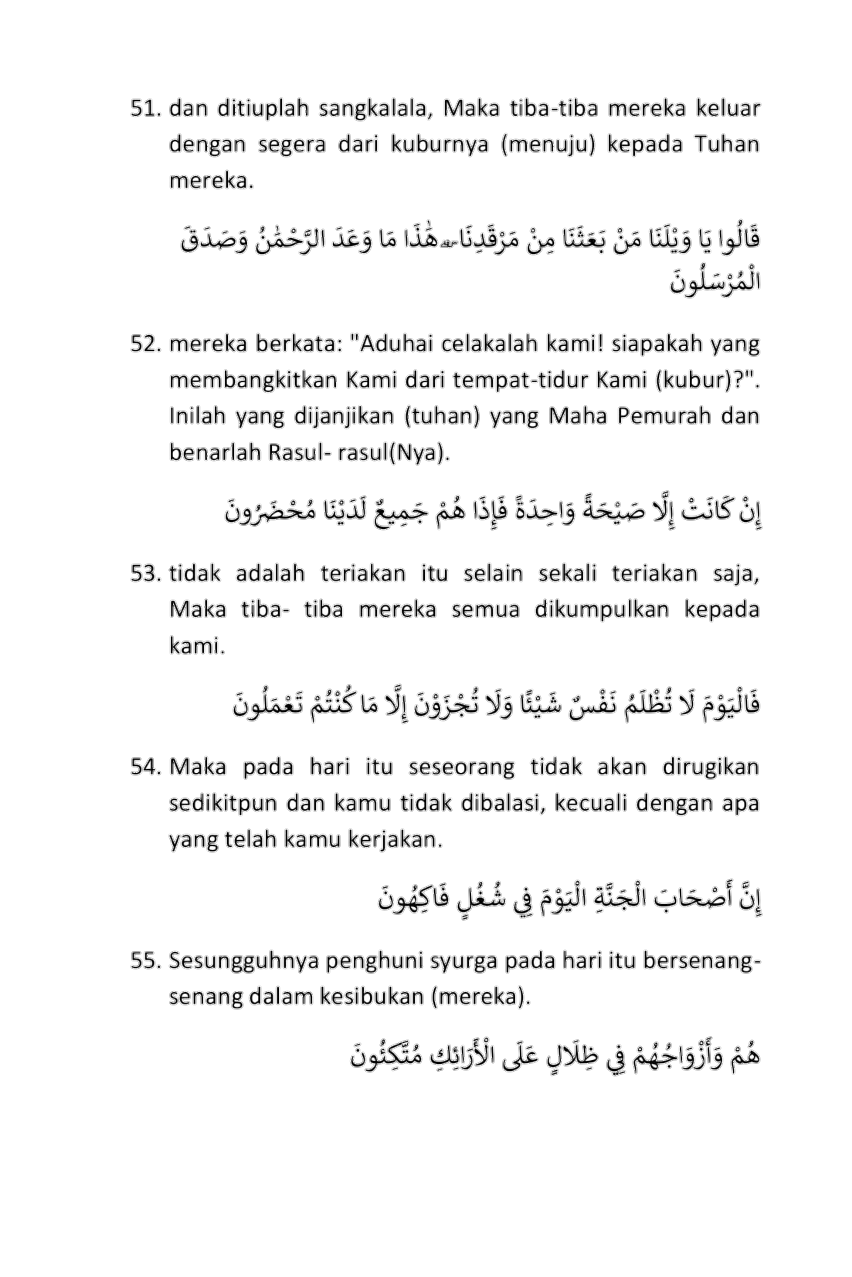 51. dan ditiuplah sangkalala, Maka tiba-tiba mereka keluar
dengan segera dari kuburnya (menuju) kepada Tuhan
mereka.
قَالُوا يَا وَيْلَنَا مَنْ بَعَثَنَا مِنْ مَرْقَدِنَا ۜ هَٰذَا مَا وَعَدَ الرَّحْمَٰنُ وَصَدَقَ
الْمُرْسَلُونَ
52. mereka berkata: "Aduhai celakalah kami! siapakah yang
membangkitkan Kami dari tempat-tidur Kami (kubur)?".
Inilah yang dijanjikan (tuhan) yang Maha Pemurah dan
benarlah Rasul- rasul(Nya).
إِنْ كَانَتْ إِلَّا صَيْحَةً وَاحِدَةً فَإِذَا هُمْ جَمِيعٌ لَدَيْنَا مُحْضَرُونَ
53. tidak adalah teriakan itu selain sekali teriakan saja,
Maka tiba- tiba mereka semua dikumpulkan kepada
kami.
فَالْيَوْمَ لَا تُظْلَمُ نَفْسٌ شَيْئًا وَلَا تُجْزَوْنَ إِلَّا مَا كُنْتُمْ تَعْمَلُونَ
54. Maka pada hari itu seseorang tidak akan dirugikan
sedikitpun dan kamu tidak dibalasi, kecuali dengan apa
yang telah kamu kerjakan.
إِنَّ أَصْحَابَ الْجَنَّةِ الْيَوْمَ فِي شُغُلٍ فَاكِهُونَ
55. Sesungguhnya penghuni syurga pada hari itu bersenang-
senang dalam kesibukan (mereka).
هُمْ وَأَزْوَاجُهُمْ فِي ظِلَالٍ عَلَى الْأَرَائِكِ مُتَّكِئُونَ